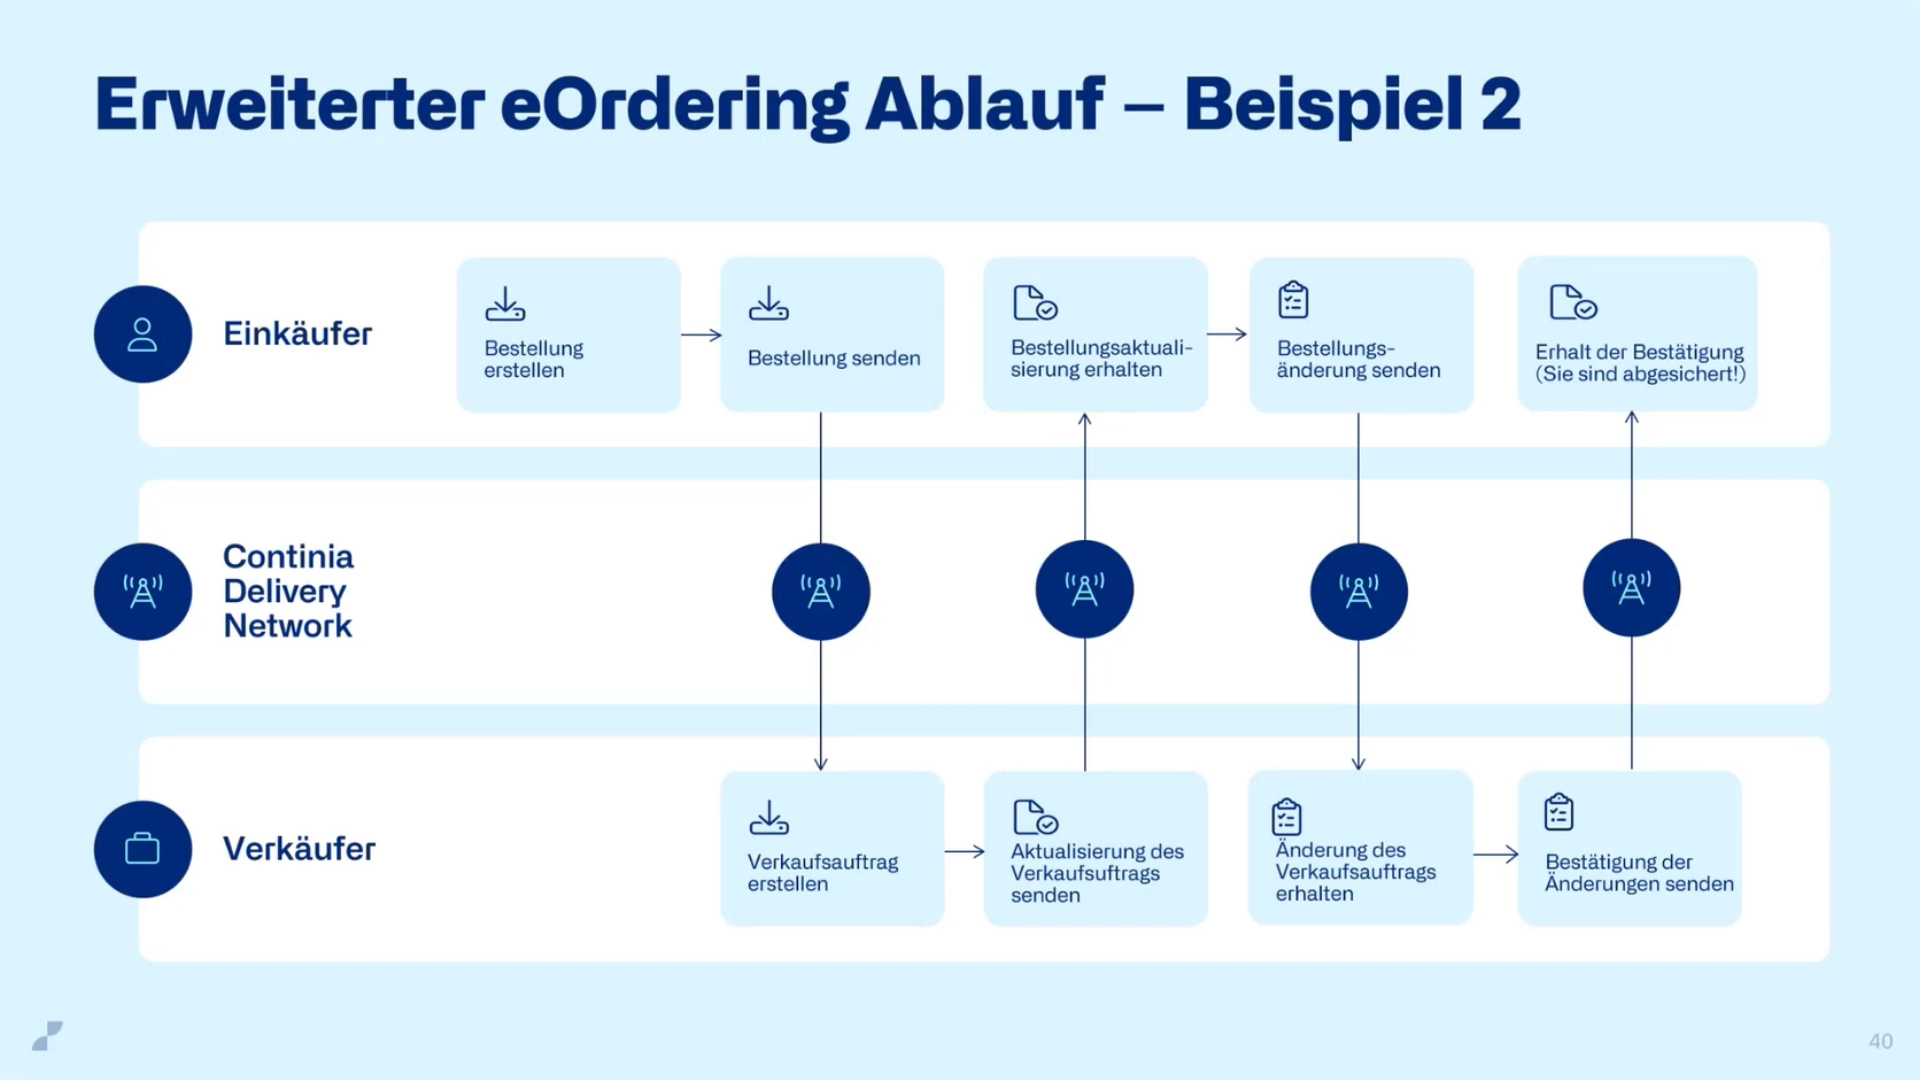 Erweiterter eOrdering Ablauf – Beispiel 2
Einkäufer
Bestellung
erstellen
Bestellung senden
Bestellungsaktuali-
sierung erhalten
Bestellungs-
änderung senden
Erhalt der Bestätigung
(Sie sind abgesichert!)
Continia
Delivery
Network
Verkäufer
Verkaufsauftrag
erstellen
Aktualisierung des
Verkaufsuftrags
senden
Änderung des
Verkaufsauftrags
erhalten
Bestätigung der
Änderungen senden
40